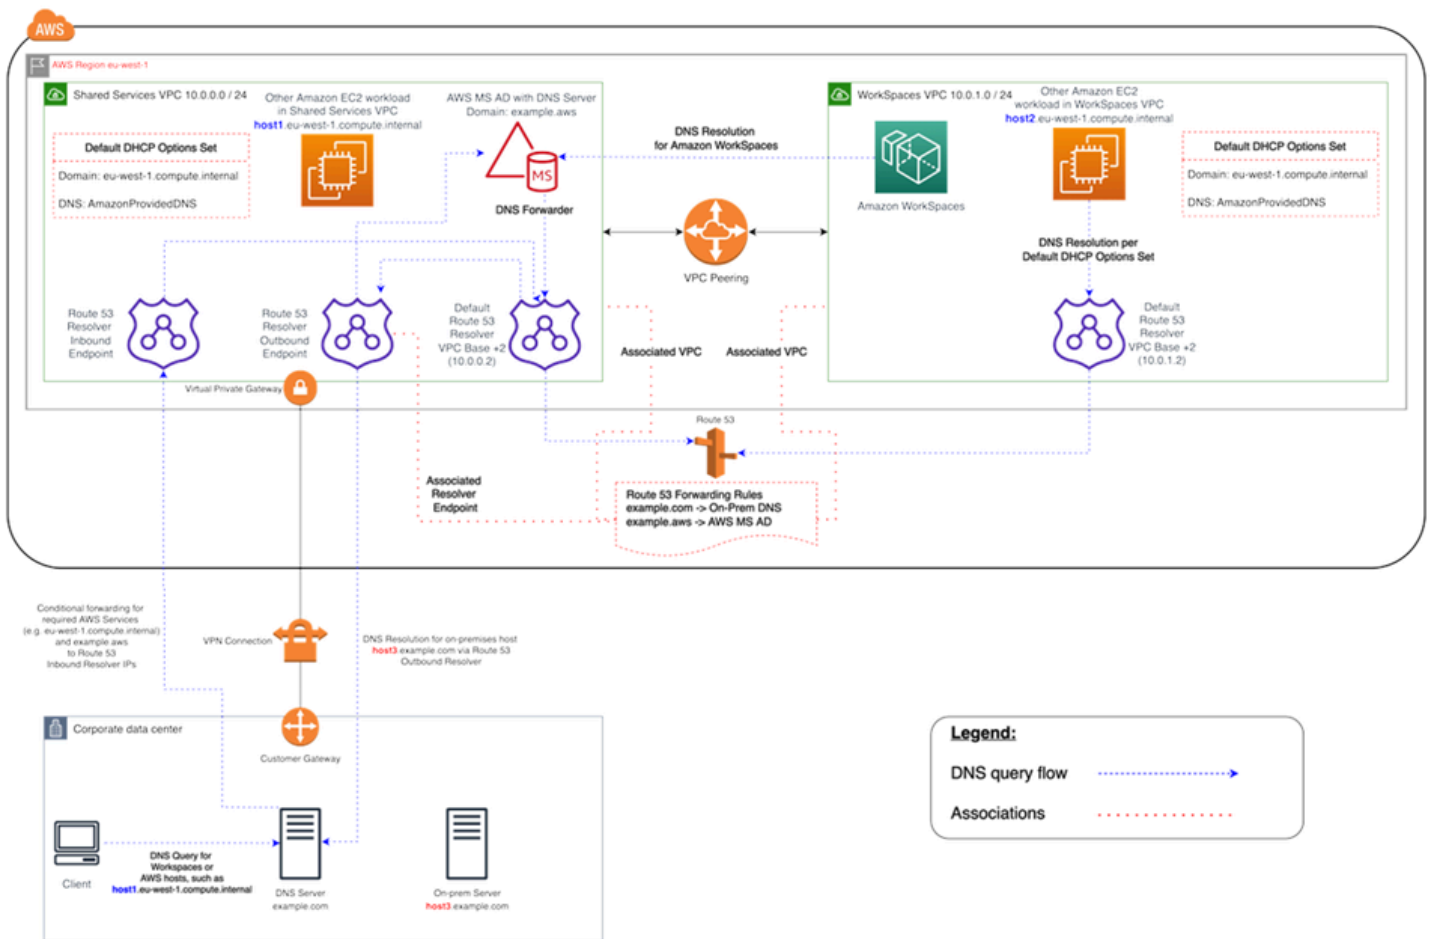 AWS
AWS Region eu-west-1
Shared Services VPC 10.0.0.0 / 24
Other Amazon EC2 workload
in Shared Services VPC
host1.eu-west-1.compute.internal
AWS MS AD with DNS Server
Domain: example.aws
Default DHCP Options Set
Domain: eu-west-1.compute.internal
DNS: AmazonProvidedDNS
MS
DNS Forwarder
DNS Resolution
for Amazon WorkSpaces
VPC Peering
WorkSpaces VPC 10.0.1.0 / 24
Other Amazon EC2
workload in WorkSpaces VPC
host2.eu-west-1.compute.internal
Amazon WorkSpaces
Default DHCP Options Set
Domain: eu-west-1.compute.internal
DNS: AmazonProvidedDNS
DNS Resolution per
Default DHCP Options Set
Route 53
Resolver
Inbound
Endpoint
Route 53
Resolver
Outbound
Endpoint
Default
Route 53
Resolver
VPC Base +2
(10.0.0.2)
Associated VPC
Associated VPC
Default
Route 53
Resolver
VPC Base +2
(10.0.1.2)
Virtual Private Gateway
Route 53
Associated
Resolver
Endpoint
Route 53 Forwarding Rules
example.com -> On-Prem DNS
example.aws -> AWS MS AD
Conditional forwarding for
required AWS Services
(e.g. eu-west-1.compute.internal)
and example.aws
to Route 53
Inbound Resolver IPs
VPN Connection
DNS Resolution for on-premises host
host3.example.com via Route 53
Outbound Resolver
Corporate data center
Customer Gateway
Client
DNS Query for
Workspaces or
AWS hosts, such as
host1.eu-west-1.compute.internal
DNS Server
example.com
On-prem Server
host3.example.com
Legend:
DNS query flow
Associations